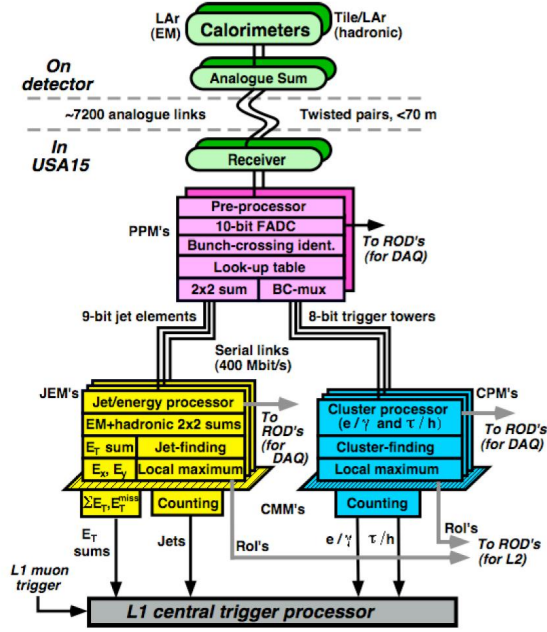 LAr
(EM)
Calorimeters
Tile/LAr
(hadronic)
On
detector
Analogue Sum
~7200 analogue links
Twisted pairs, <70 m
In
USA15
Receiver
PPM's
Pre-processor
10-bit FADC
Bunch-crossing ident.
Look-up table
2x2 sum
BC-mux
To ROD's
(for DAQ)
9-bit jet elements
8-bit trigger towers
Serial links
(400 Mbit/s)
JEM's
Jet/energy processor
EM+hadronic 2x2 sums
E_T sum
Jet-finding
E_x, E_y
Local maximum
ΣE_T, E_T^miss
Counting
To
ROD's
(for
DAQ)
CPM's
Cluster processor
(e / γ and τ / h)
Cluster-finding
Local maximum
Counting
To
ROD's
(for DAQ)
CMM's
E_T
sums
Jets
RoI's
e / γ
τ / h
RoI's
To ROD's
(for L2)
L1 muon
trigger
L1 central trigger processor